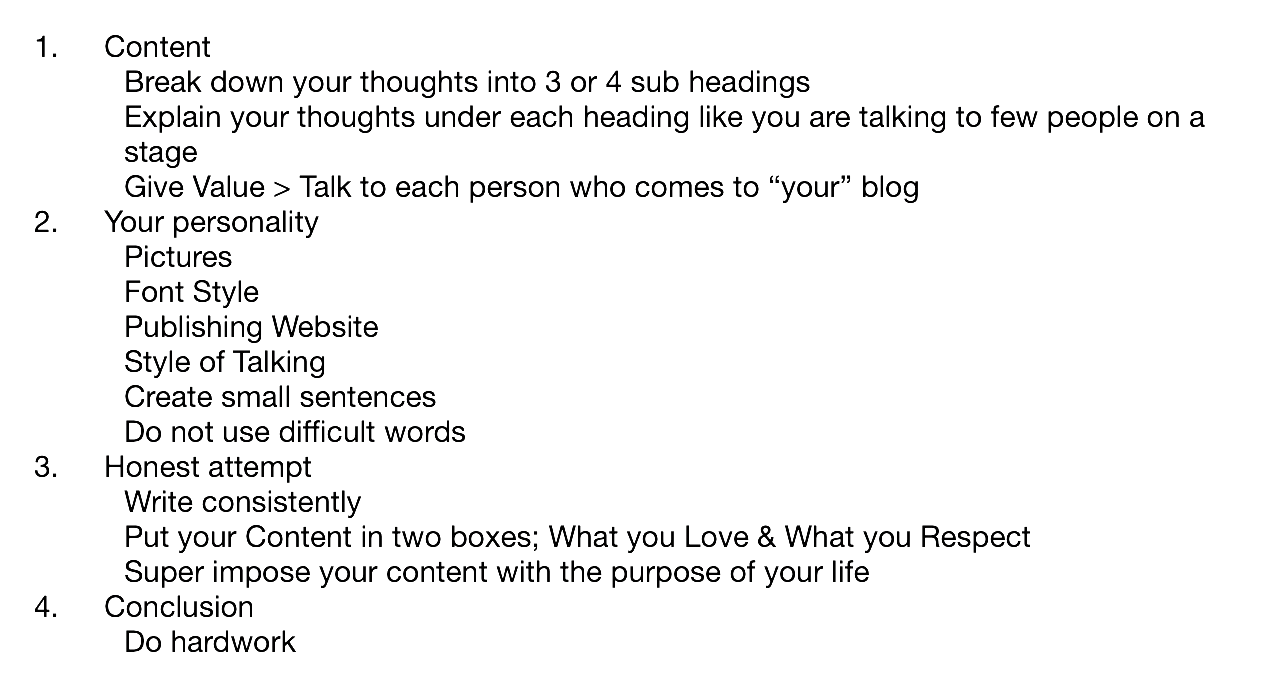 1. Content
Break down your thoughts into 3 or 4 sub headings
Explain your thoughts under each heading like you are talking to few people on a
stage
Give Value > Talk to each person who comes to “your” blog
2. Your personality
Pictures
Font Style
Publishing Website
Style of Talking
Create small sentences
Do not use difficult words
3. Honest attempt
Write consistently
Put your Content in two boxes; What you Love & What you Respect
Super impose your content with the purpose of your life
4. Conclusion
Do hardwork